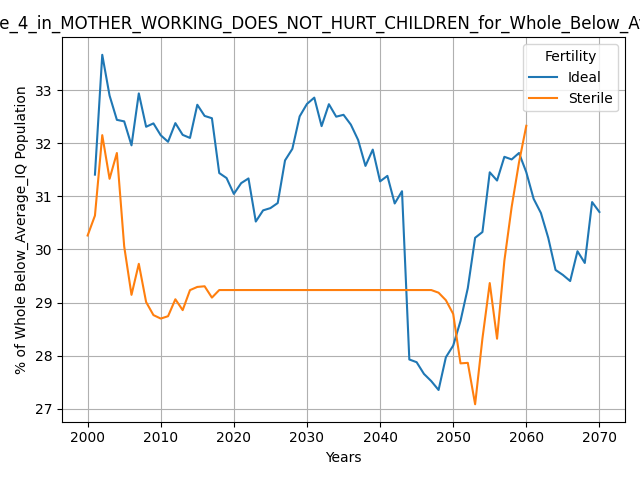 e_4_in_MOTHER_WORKING_DOES_NOT_HURT_CHILDREN_for_Whole_Below_A
Fertility
Ideal
Sterile
% of Whole Below_Average_IQ Population
33
32
31
30
29
28
27
2000
2010
2020
2030
2040
2050
2060
2070
Years